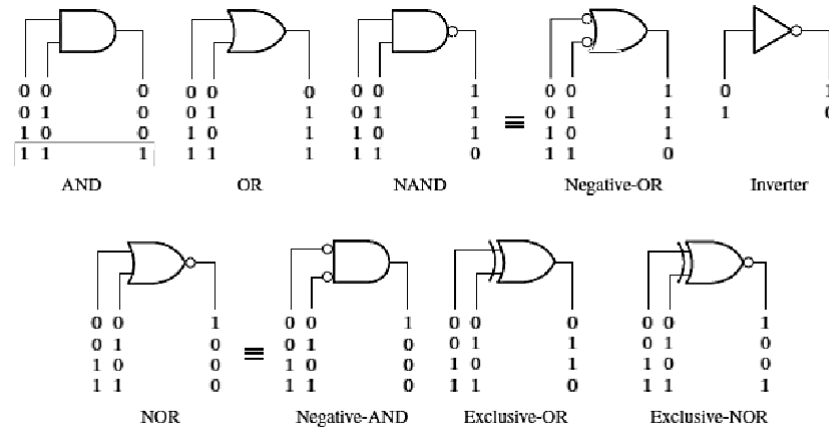 0 0 0 0 0 0 0 0 1 0 0 1 0 1
0 1 0 0 1 1 0 1 1 0 1 1 1 0
1 0 0 1 0 1 1 0 1 ≡ 1 0 1
1 1 1 1 1 1 1 1 0 1 1 0
AND OR NAND Negative-OR Inverter
0 0 1 0 0 1 0 0 0 0 0 1
0 1 0 0 1 0 0 1 1 0 1 0
1 0 0 ≡ 1 0 0 1 0 1 1 0 0
1 1 0 1 1 0 1 1 0 1 1 1
NOR Negative-AND Exclusive-OR Exclusive-NOR